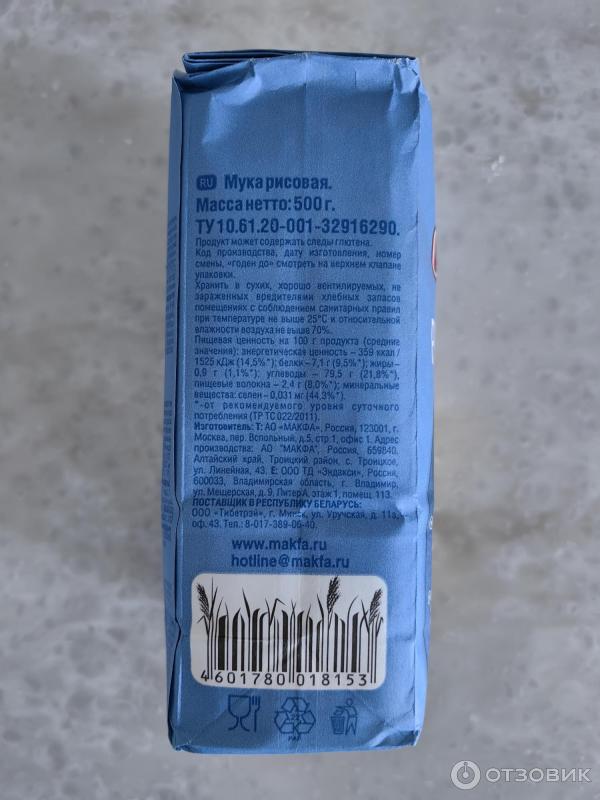 RU Мука рисовая.
Масса нетто: 500 г.
ТУ 10.61.20-001-32916290.
Продукт может содержать следы глютена.
Код производства, дату изготовления, номер
смены, «годен до» смотреть на верхнем клапане
упаковки.
Хранить в сухих, хорошо вентилируемых, не
зараженных вредителями хлебных запасов
помещениях с соблюдением санитарных правил
при температуре не выше 25°С и относительной
влажности воздуха не выше 70%.
Пищевая ценность на 100 г продукта (средние
значения): энергетическая ценность – 359 ккал /
1525 кДж (14,5%*); белки – 7,1 г (9,5%*); жиры –
0,9 г (1,1%*); углеводы – 79,5 г (21,8%*),
пищевые волокна – 2,4 г (8,0%*); минеральные
вещества: селен – 0,031 мг (44,3%*).
*-от рекомендуемого уровня суточного
потребления (ТР ТС 022/2011).
Изготовитель: Т: АО «МАКФА», Россия, 123001, г.
Москва, пер. Вспольный, д.5, стр.1, офис 1. Адрес
производства: АО "МАКФА", Россия, 659840,
Алтайский край, Троицкий район, с. Троицкое,
ул. Линейная, 43. Е: ООО ТД «Эндакси», Россия,
600033, Владимирская область, г. Владимир,
ул. Мещерская, д.9, Литер А, этаж 1, помещ. 113.
ПОСТАВЩИК В РЕСПУБЛИКУ БЕЛАРУСЬ:
ООО «Тибетрэй», г. Минск, ул. Уручская, д. 11а,
оф. 43. Тел.: 8-017-389-06-40.
www.makfa.ru
hotline@makfa.ru
4 601780 018153
22
PAP
ОТЗОВИК